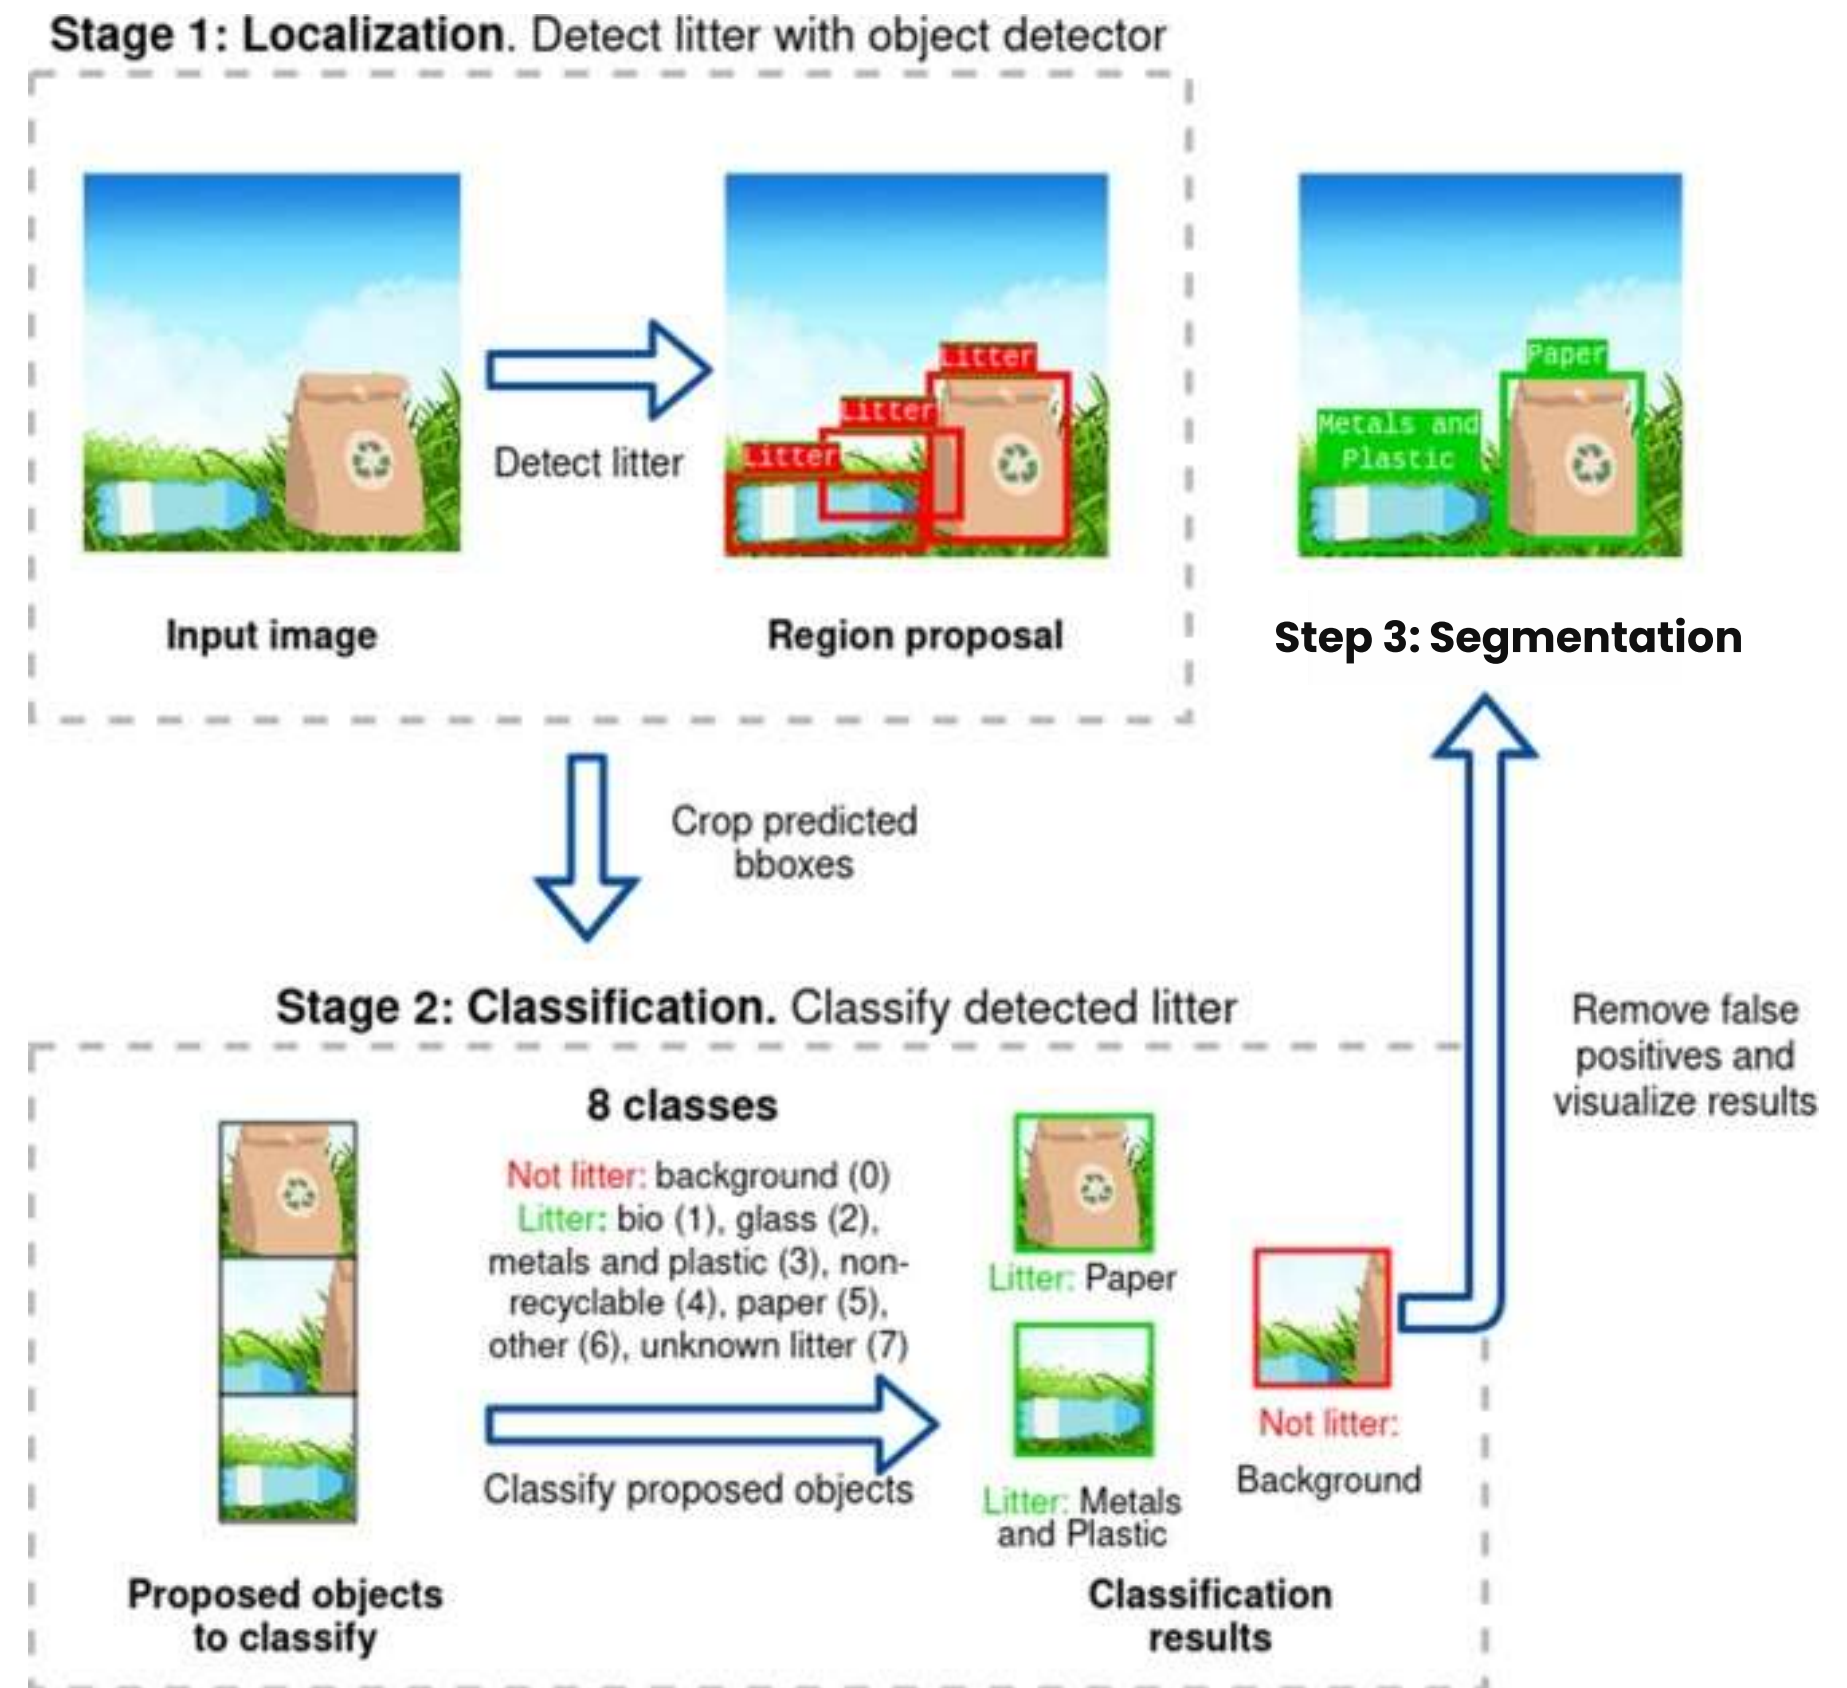 Stage 1: Localization. Detect litter with object detector
Detect litter
Litter
Litter
Litter
Input image
Region proposal
Paper
Metals and
Plastic
Step 3: Segmentation
Crop predicted
bboxes
Stage 2: Classification. Classify detected litter
8 classes
Not litter: background (0)
Litter: bio (1), glass (2),
metals and plastic (3), non-
recyclable (4), paper (5),
other (6), unknown litter (7)
Classify proposed objects
Proposed objects
to classify
Litter: Paper
Litter: Metals
and Plastic
Not litter:
Background
Classification
results
Remove false
positives and
visualize results